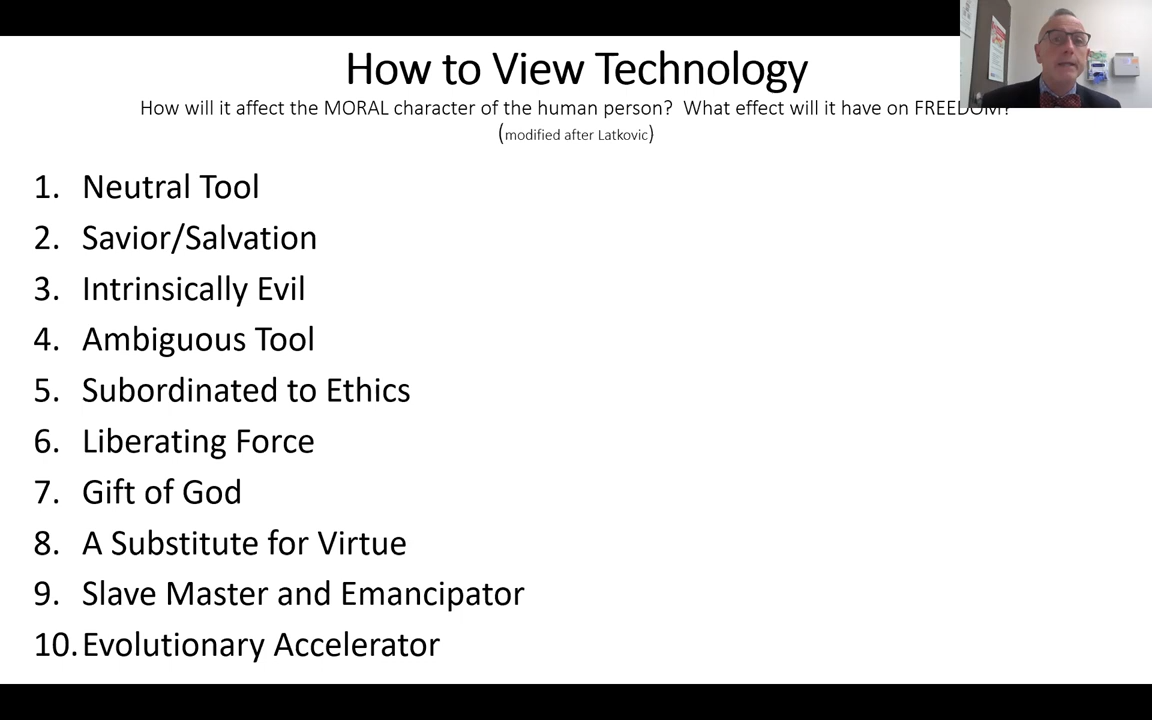 How to View Technology
How will it affect the MORAL character of the human person? What effect will it have on FREEDOM?
(modified after Latkovic)
1. Neutral Tool
2. Savior/Salvation
3. Intrinsically Evil
4. Ambiguous Tool
5. Subordinated to Ethics
6. Liberating Force
7. Gift of God
8. A Substitute for Virtue
9. Slave Master and Emancipator
10. Evolutionary Accelerator